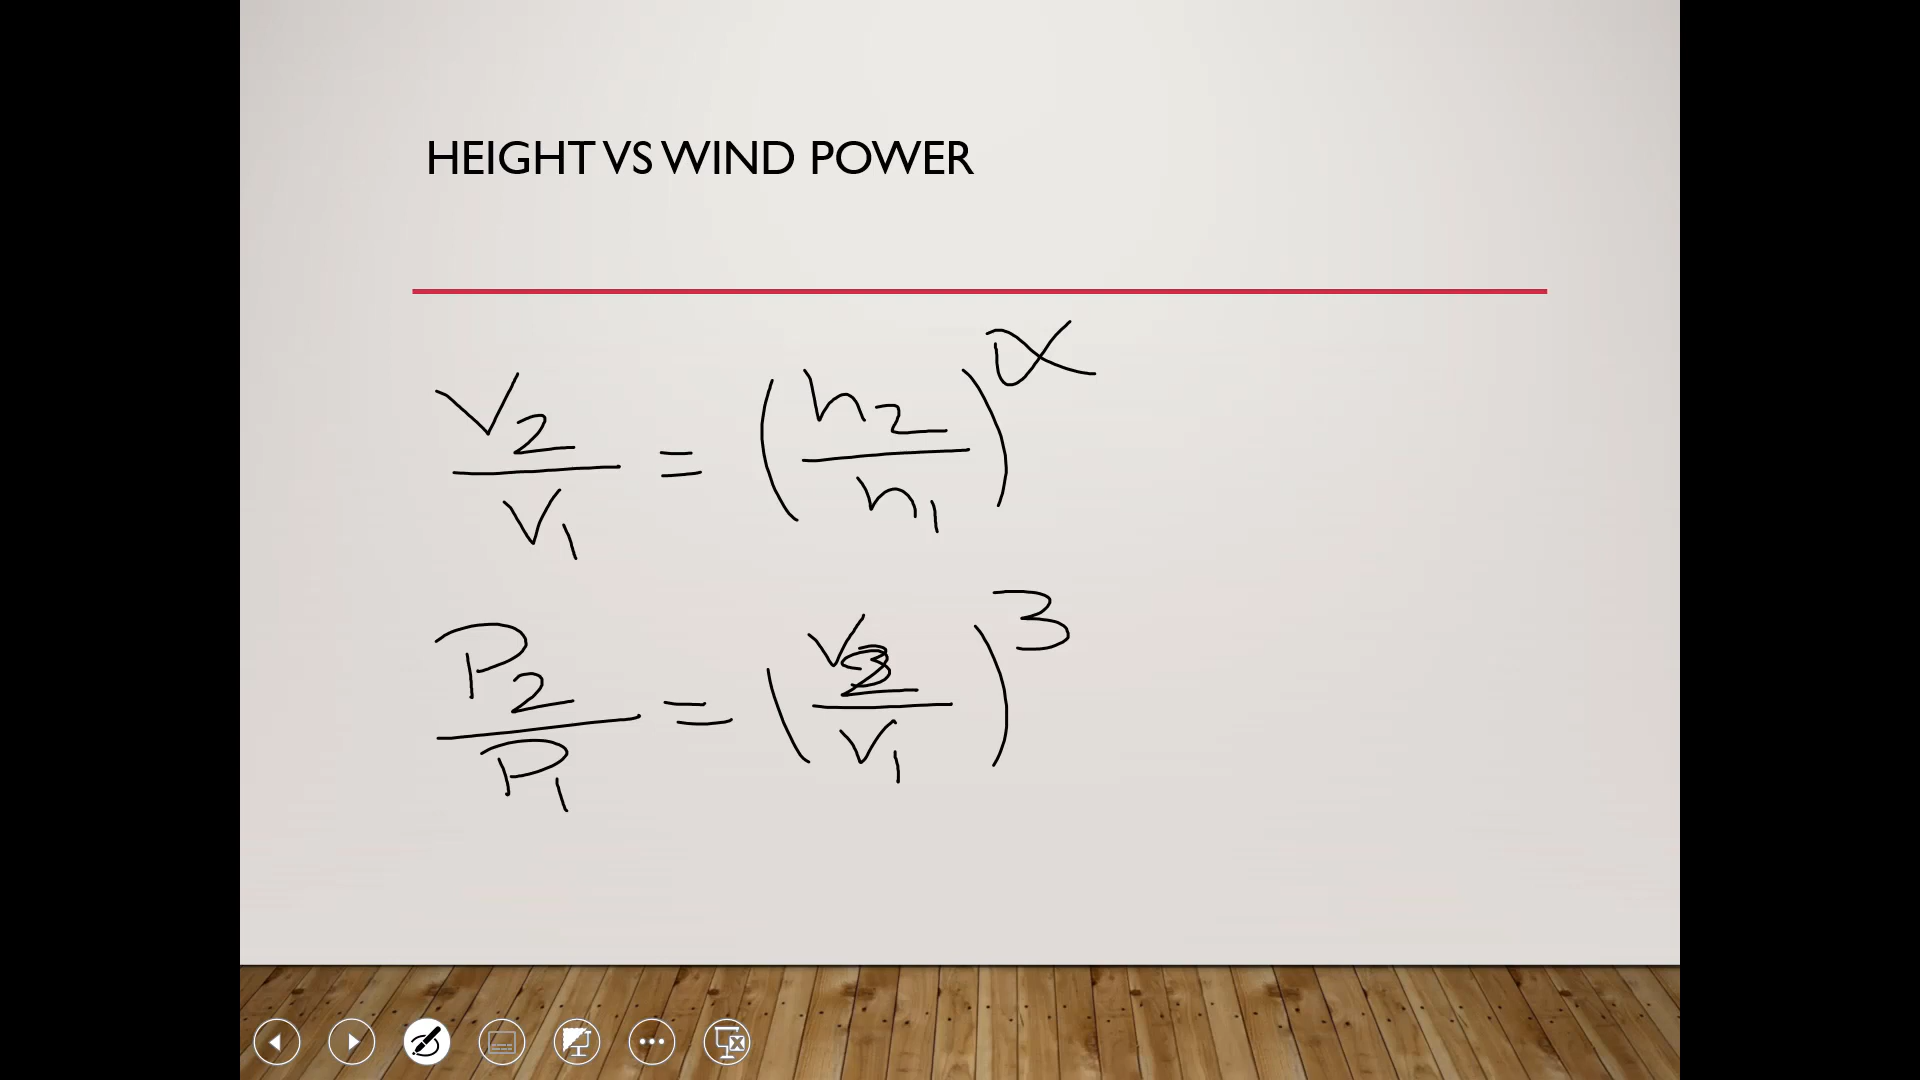 HEIGHT VS WIND POWER
V2/V1 = (h2/h1)^α
P2/P1 = (V2/V1)^3